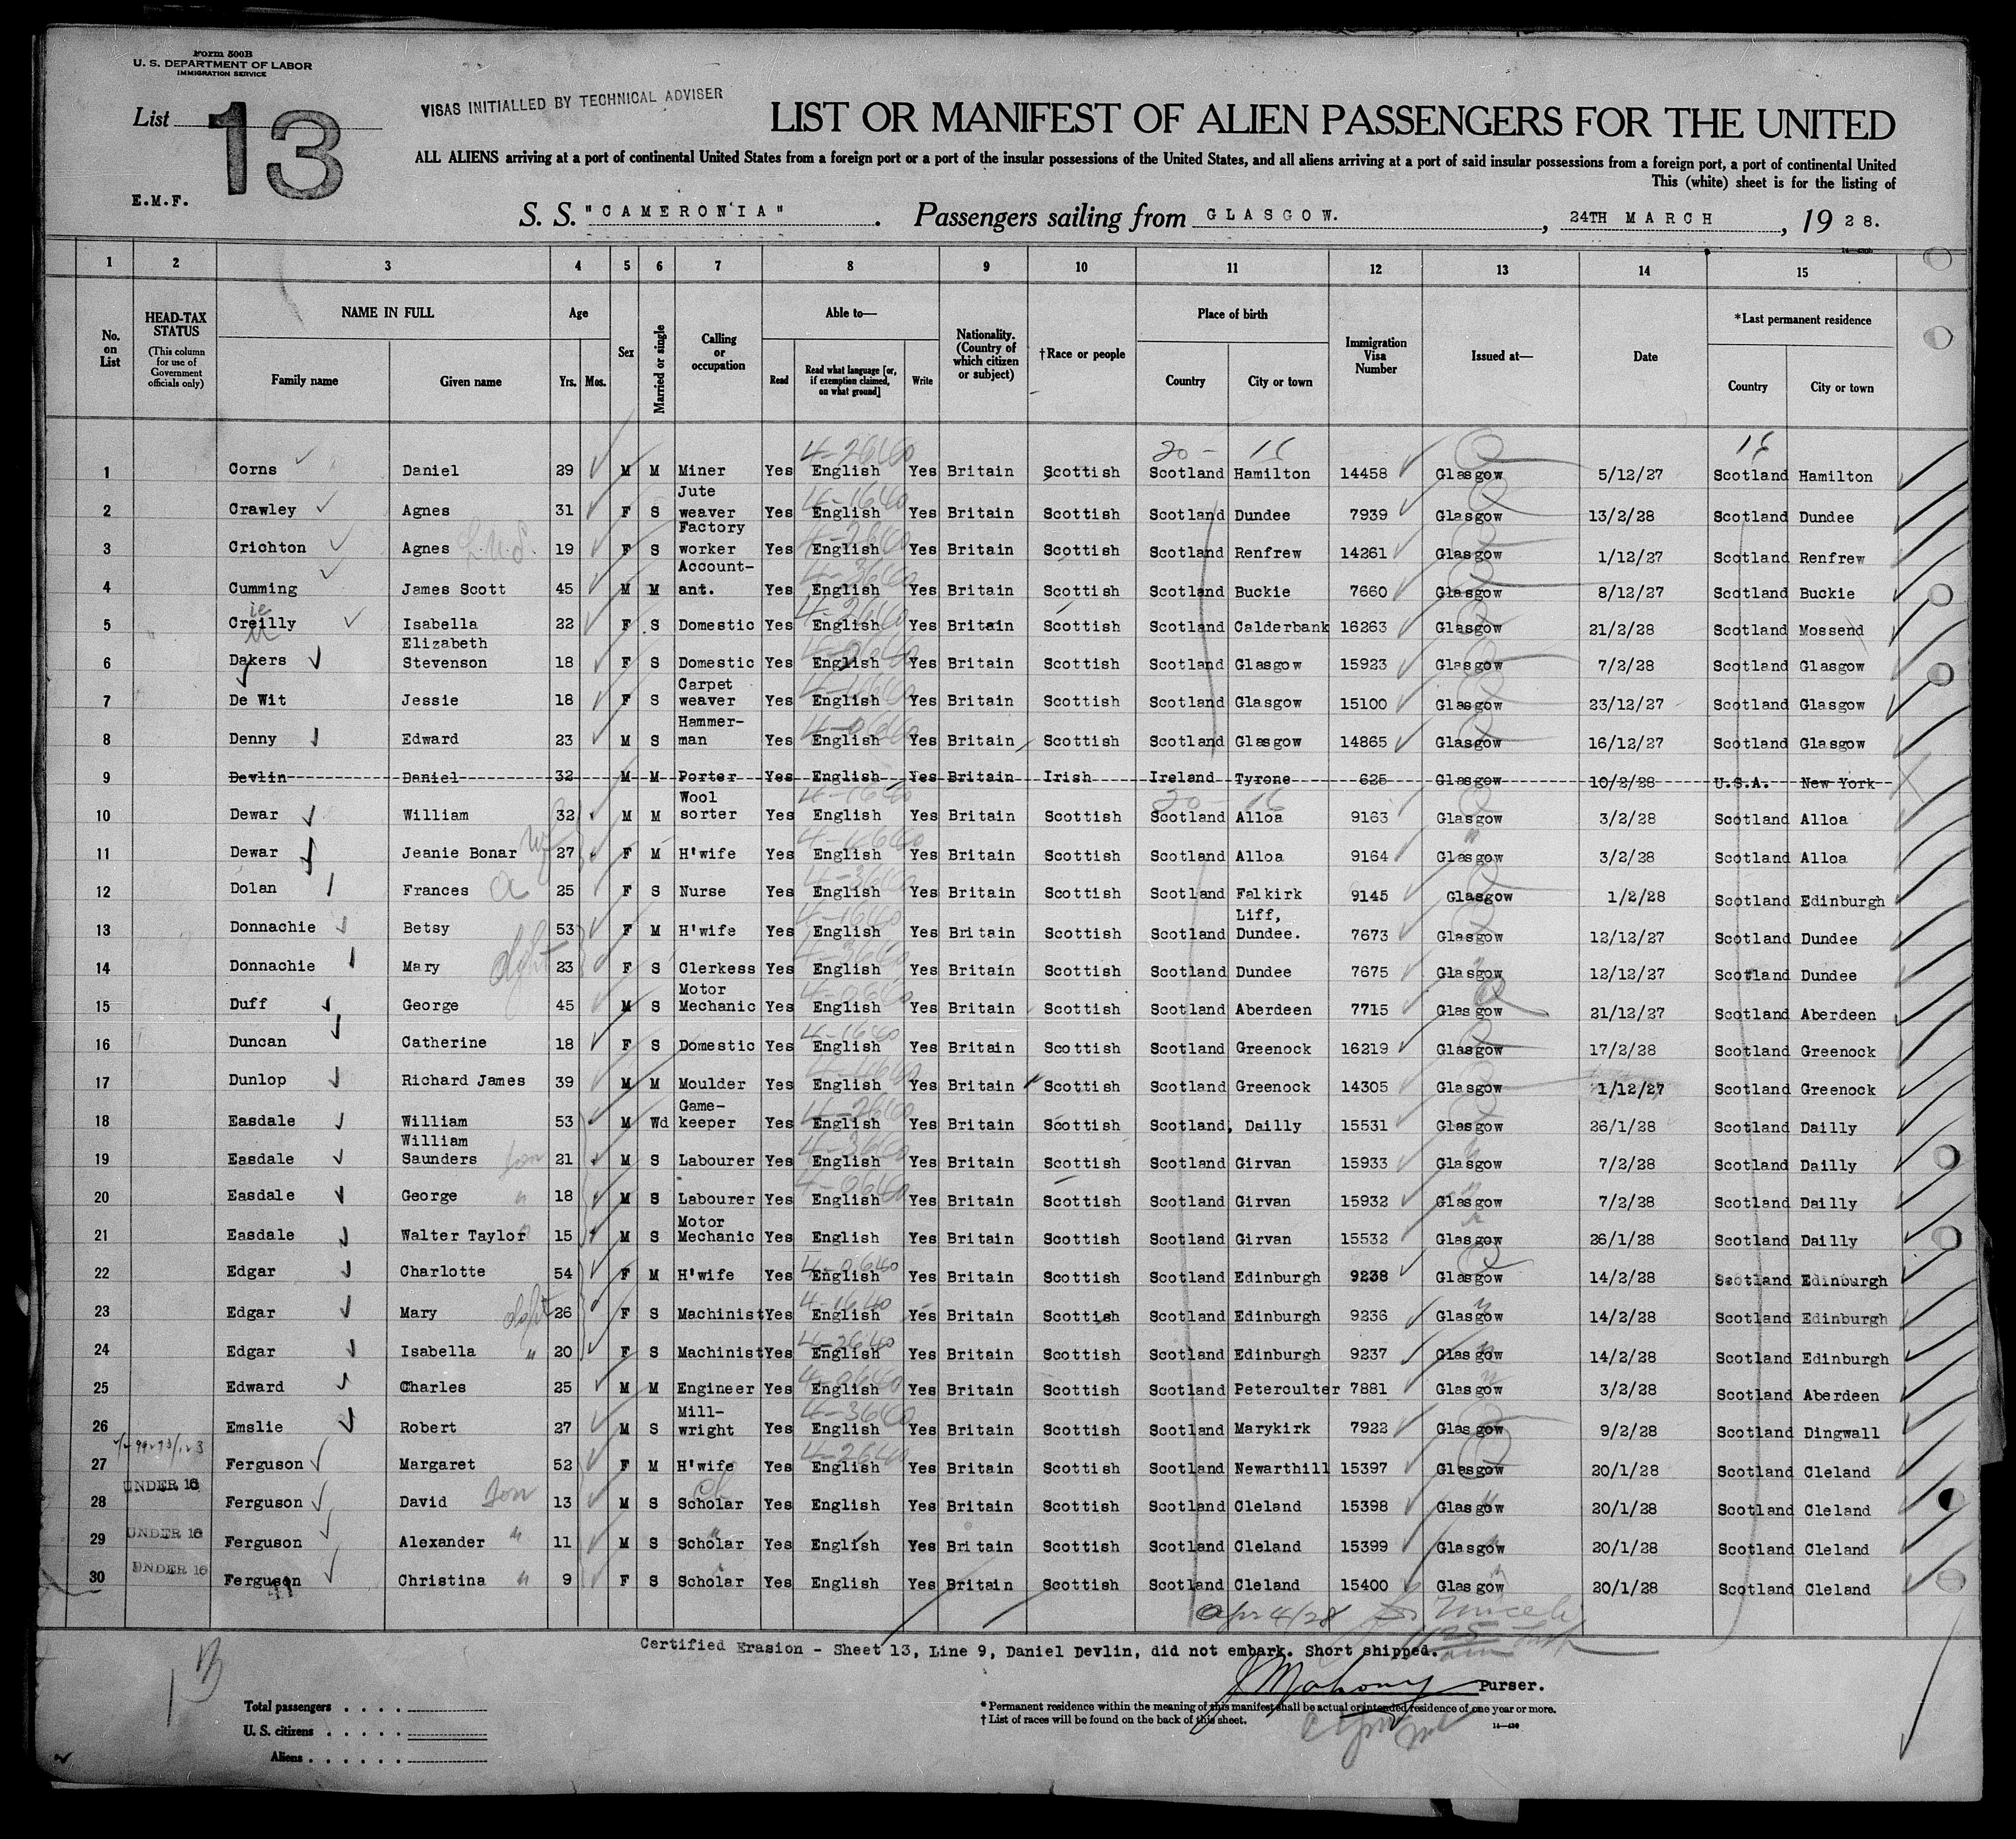 Form 500B
U. S. DEPARTMENT OF LABOR
IMMIGRATION SERVICE
List 13
VISAS INITIALLED BY TECHNICAL ADVISER
LIST OR MANIFEST OF ALIEN PASSENGERS FOR THE UNITED
ALL ALIENS arriving at a port of continental United States from a foreign port or a port of the insular possessions of the United States, and all aliens arriving at a port of said insular possessions from a foreign port, a port of continental United
This (white) sheet is for the listing of
E.M.F.
S. S. "CAMERONIA". Passengers sailing from GLASGOW., 24TH MARCH, 1928.
1 2 3 4 5 6 7 8 9 10 11 12 13 14 15
No. on List
HEAD-TAX STATUS
(This column for use of Government officials only)
NAME IN FULL
Family name
Given name
Age
Yrs.
Mos.
Sex
Married or single
Calling or occupation
Able to—
Read
Read what language [or, if exemption claimed, on what ground]
Write
Nationality. (Country of which citizen or subject)
†Race or people
Place of birth
Country
City or town
Immigration Visa Number
Issued at—
Date
*Last permanent residence
Country
City or town
1 Corns Daniel 29 M M Miner Yes English Yes Britain Scottish Scotland Hamilton 14458 Glasgow 5/12/27 Scotland Hamilton
2 Crawley Agnes 31 F S Jute weaver Yes English Yes Britain Scottish Scotland Dundee 7939 Glasgow 13/2/28 Scotland Dundee
3 Crichton Agnes 19 F S Factory worker Yes English Yes Britain Scottish Scotland Renfrew 14261 Glasgow 1/12/27 Scotland Renfrew
4 Cumming James Scott 45 M M Account-ant. Yes English Yes Britain Scottish Scotland Buckie 7660 Glasgow 8/12/27 Scotland Buckie
5 Creilly Isabella 22 F S Domestic Yes English Yes Britain Scottish Scotland Calderbank 16263 Glasgow 21/2/28 Scotland Mossend
6 Dakers Elizabeth Stevenson 18 F S Domestic Yes English Yes Britain Scottish Scotland Glasgow 15923 Glasgow 7/2/28 Scotland Glasgow
7 De Wit Jessie 18 F S Carpet weaver Yes English Yes Britain Scottish Scotland Glasgow 15100 Glasgow 23/12/27 Scotland Glasgow
8 Denny Edward 23 M S Hammer-man Yes English Yes Britain Scottish Scotland Glasgow 14865 Glasgow 16/12/27 Scotland Glasgow
9 Devlin Daniel 32 M M Porter Yes English Yes Britain Irish Ireland Tyrone 625 Glasgow 10/2/28 U.S.A. New York
10 Dewar William 32 M M Wool sorter Yes English Yes Britain Scottish Scotland Alloa 9163 Glasgow 3/2/28 Scotland Alloa
11 Dewar Jeanie Bonar 27 F M H'wife Yes English Yes Britain Scottish Scotland Alloa 9164 Glasgow 3/2/28 Scotland Alloa
12 Dolan Frances 25 F S Nurse Yes English Yes Britain Scottish Scotland Falkirk 9145 Glasgow 1/2/28 Scotland Edinburgh
13 Donnachie Betsy 53 F M H'wife Yes English Yes Britain Scottish Scotland Liff, Dundee. 7673 Glasgow 12/12/27 Scotland Dundee
14 Donnachie Mary 23 F S Clerkess Yes English Yes Britain Scottish Scotland Dundee 7675 Glasgow 12/12/27 Scotland Dundee
15 Duff George 45 M S Motor Mechanic Yes English Yes Britain Scottish Scotland Aberdeen 7715 Glasgow 21/12/27 Scotland Aberdeen
16 Duncan Catherine 18 F S Domestic Yes English Yes Britain Scottish Scotland Greenock 16219 Glasgow 17/2/28 Scotland Greenock
17 Dunlop Richard James 39 M M Moulder Yes English Yes Britain Scottish Scotland Greenock 14305 Glasgow 1/12/27 Scotland Greenock
18 Easdale William 53 M Wd Game-keeper Yes English Yes Britain Scottish Scotland, Dailly 15531 Glasgow 26/1/28 Scotland Dailly
19 Easdale William Saunders son 21 M S Labourer Yes English Yes Britain Scottish Scotland Girvan 15933 Glasgow 7/2/28 Scotland Dailly
20 Easdale George " 18 M S Labourer Yes English Yes Britain Scottish Scotland Girvan 15932 Glasgow 7/2/28 Scotland Dailly
21 Easdale Walter Taylor 15 M S Motor Mechanic Yes English Yes Britain Scottish Scotland Girvan 15532 Glasgow 26/1/28 Scotland Dailly
22 Edgar Charlotte 54 F M H'wife Yes English Yes Britain Scottish Scotland Edinburgh 9238 Glasgow 14/2/28 Scotland Edinburgh
23 Edgar Mary 26 F S Machinist Yes English Yes Britain Scottish Scotland Edinburgh 9236 Glasgow 14/2/28 Scotland Edinburgh
24 Edgar Isabella " 20 F S Machinist Yes English Yes Britain Scottish Scotland Edinburgh 9237 Glasgow 14/2/28 Scotland Edinburgh
25 Edward Charles 25 M M Engineer Yes English Yes Britain Scottish Scotland Peterculter 7881 Glasgow 3/2/28 Scotland Aberdeen
26 Emslie Robert 27 M S Mill-wright Yes English Yes Britain Scottish Scotland Marykirk 7922 Glasgow 9/2/28 Scotland Dingwall
27 Ferguson Margaret 52 F M H'wife Yes English Yes Britain Scottish Scotland Newarthill 15397 Glasgow 20/1/28 Scotland Cleland
28 UNDER 16 Ferguson David son 13 M S Scholar Yes English Yes Britain Scottish Scotland Cleland 15398 Glasgow 20/1/28 Scotland Cleland
29 UNDER 16 Ferguson Alexander " 11 M S Scholar Yes English Yes Britain Scottish Scotland Cleland 15399 Glasgow 20/1/28 Scotland Cleland
30 UNDER 16 Ferguson Christina " 9 F S Scholar Yes English Yes Britain Scottish Scotland Cleland 15400 Glasgow 20/1/28 Scotland Cleland
Apr 4/28
Certified Erasion - Sheet 13, Line 9, Daniel Devlin, did not embark. Short shipped.
J Mahony Purser.
13
Total passengers . . . .
U. S. citizens . . . . .
Aliens . . . . . .
* Permanent residence within the meaning of this manifest shall be actual or intended residence of one year or more.
† List of races will be found on the back of this sheet.